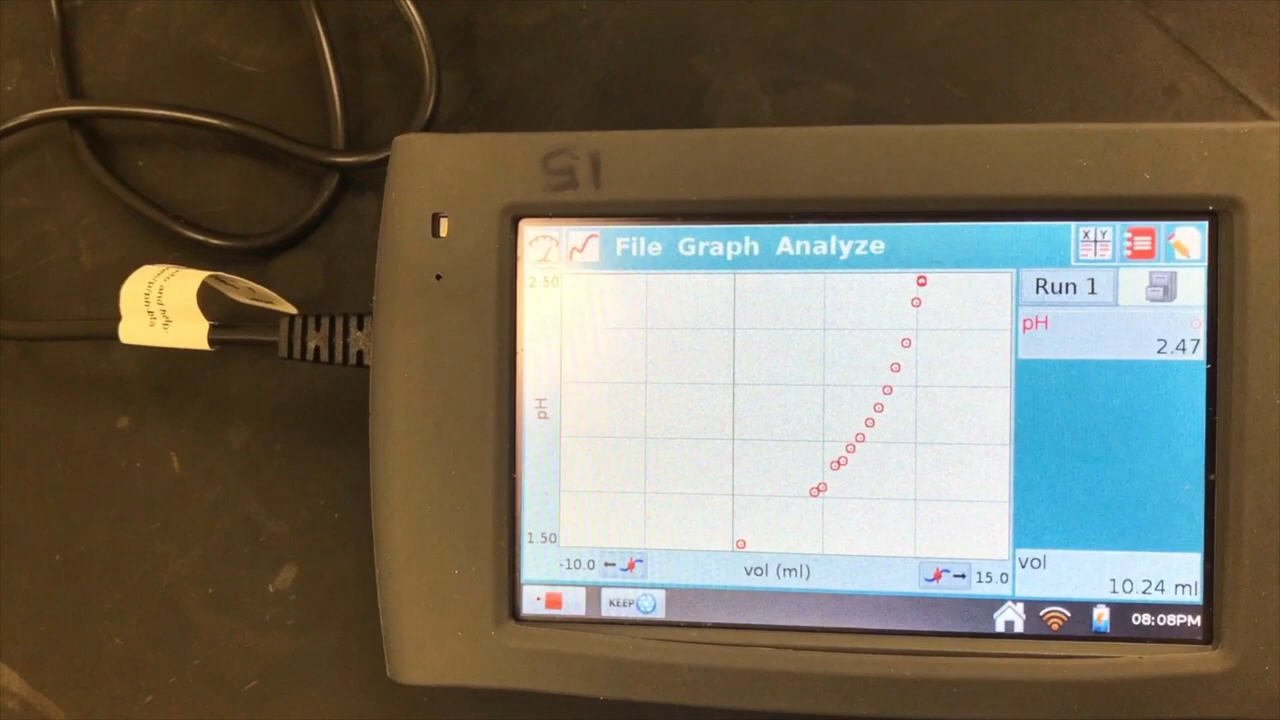 15
File Graph Analyze
X Y
2.50
Run 1
pH
2.47
pH
1.50
-10.0
vol (ml)
15.0
vol
10.24 ml
KEEP
08:08PM